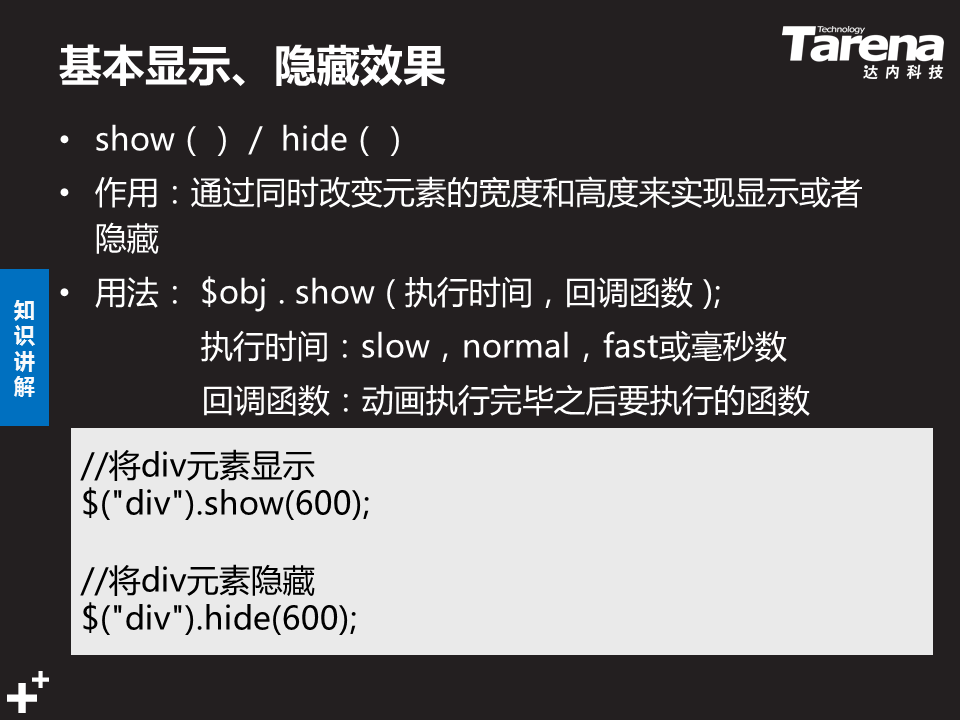 基本显示、隐藏效果
Technology
Tarena
达内科技
• show（ ） / hide（ ）
• 作用：通过同时改变元素的宽度和高度来实现显示或者
隐藏
• 用法： $obj . show ( 执行时间，回调函数 );
执行时间：slow，normal，fast或毫秒数
回调函数：动画执行完毕之后要执行的函数
知识讲解
//将div元素显示
$("div").show(600);
//将div元素隐藏
$("div").hide(600);